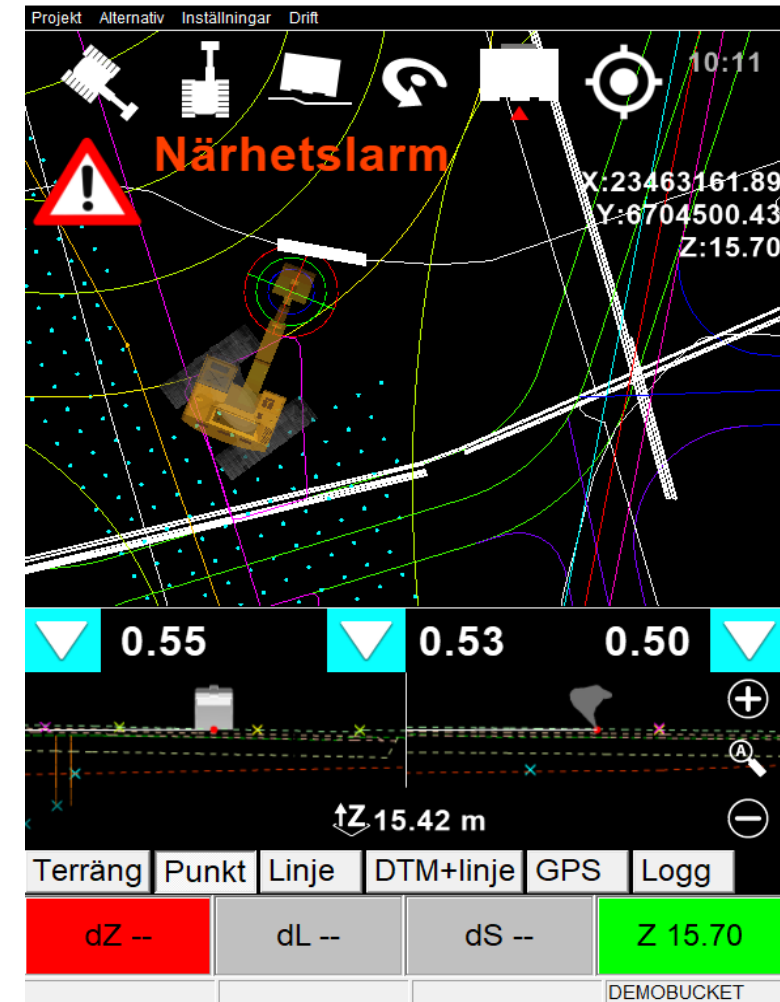 Projekt Alternativ Inställningar Drift
10:11
Närhetslarm
X:23463161.89
Y:6704500.43
Z:15.70
0.55 0.53 0.50
A
Z 15.42 m
Terräng Punkt Linje DTM+linje GPS Logg
dZ -- dL -- dS -- Z 15.70
DEMOBUCKET